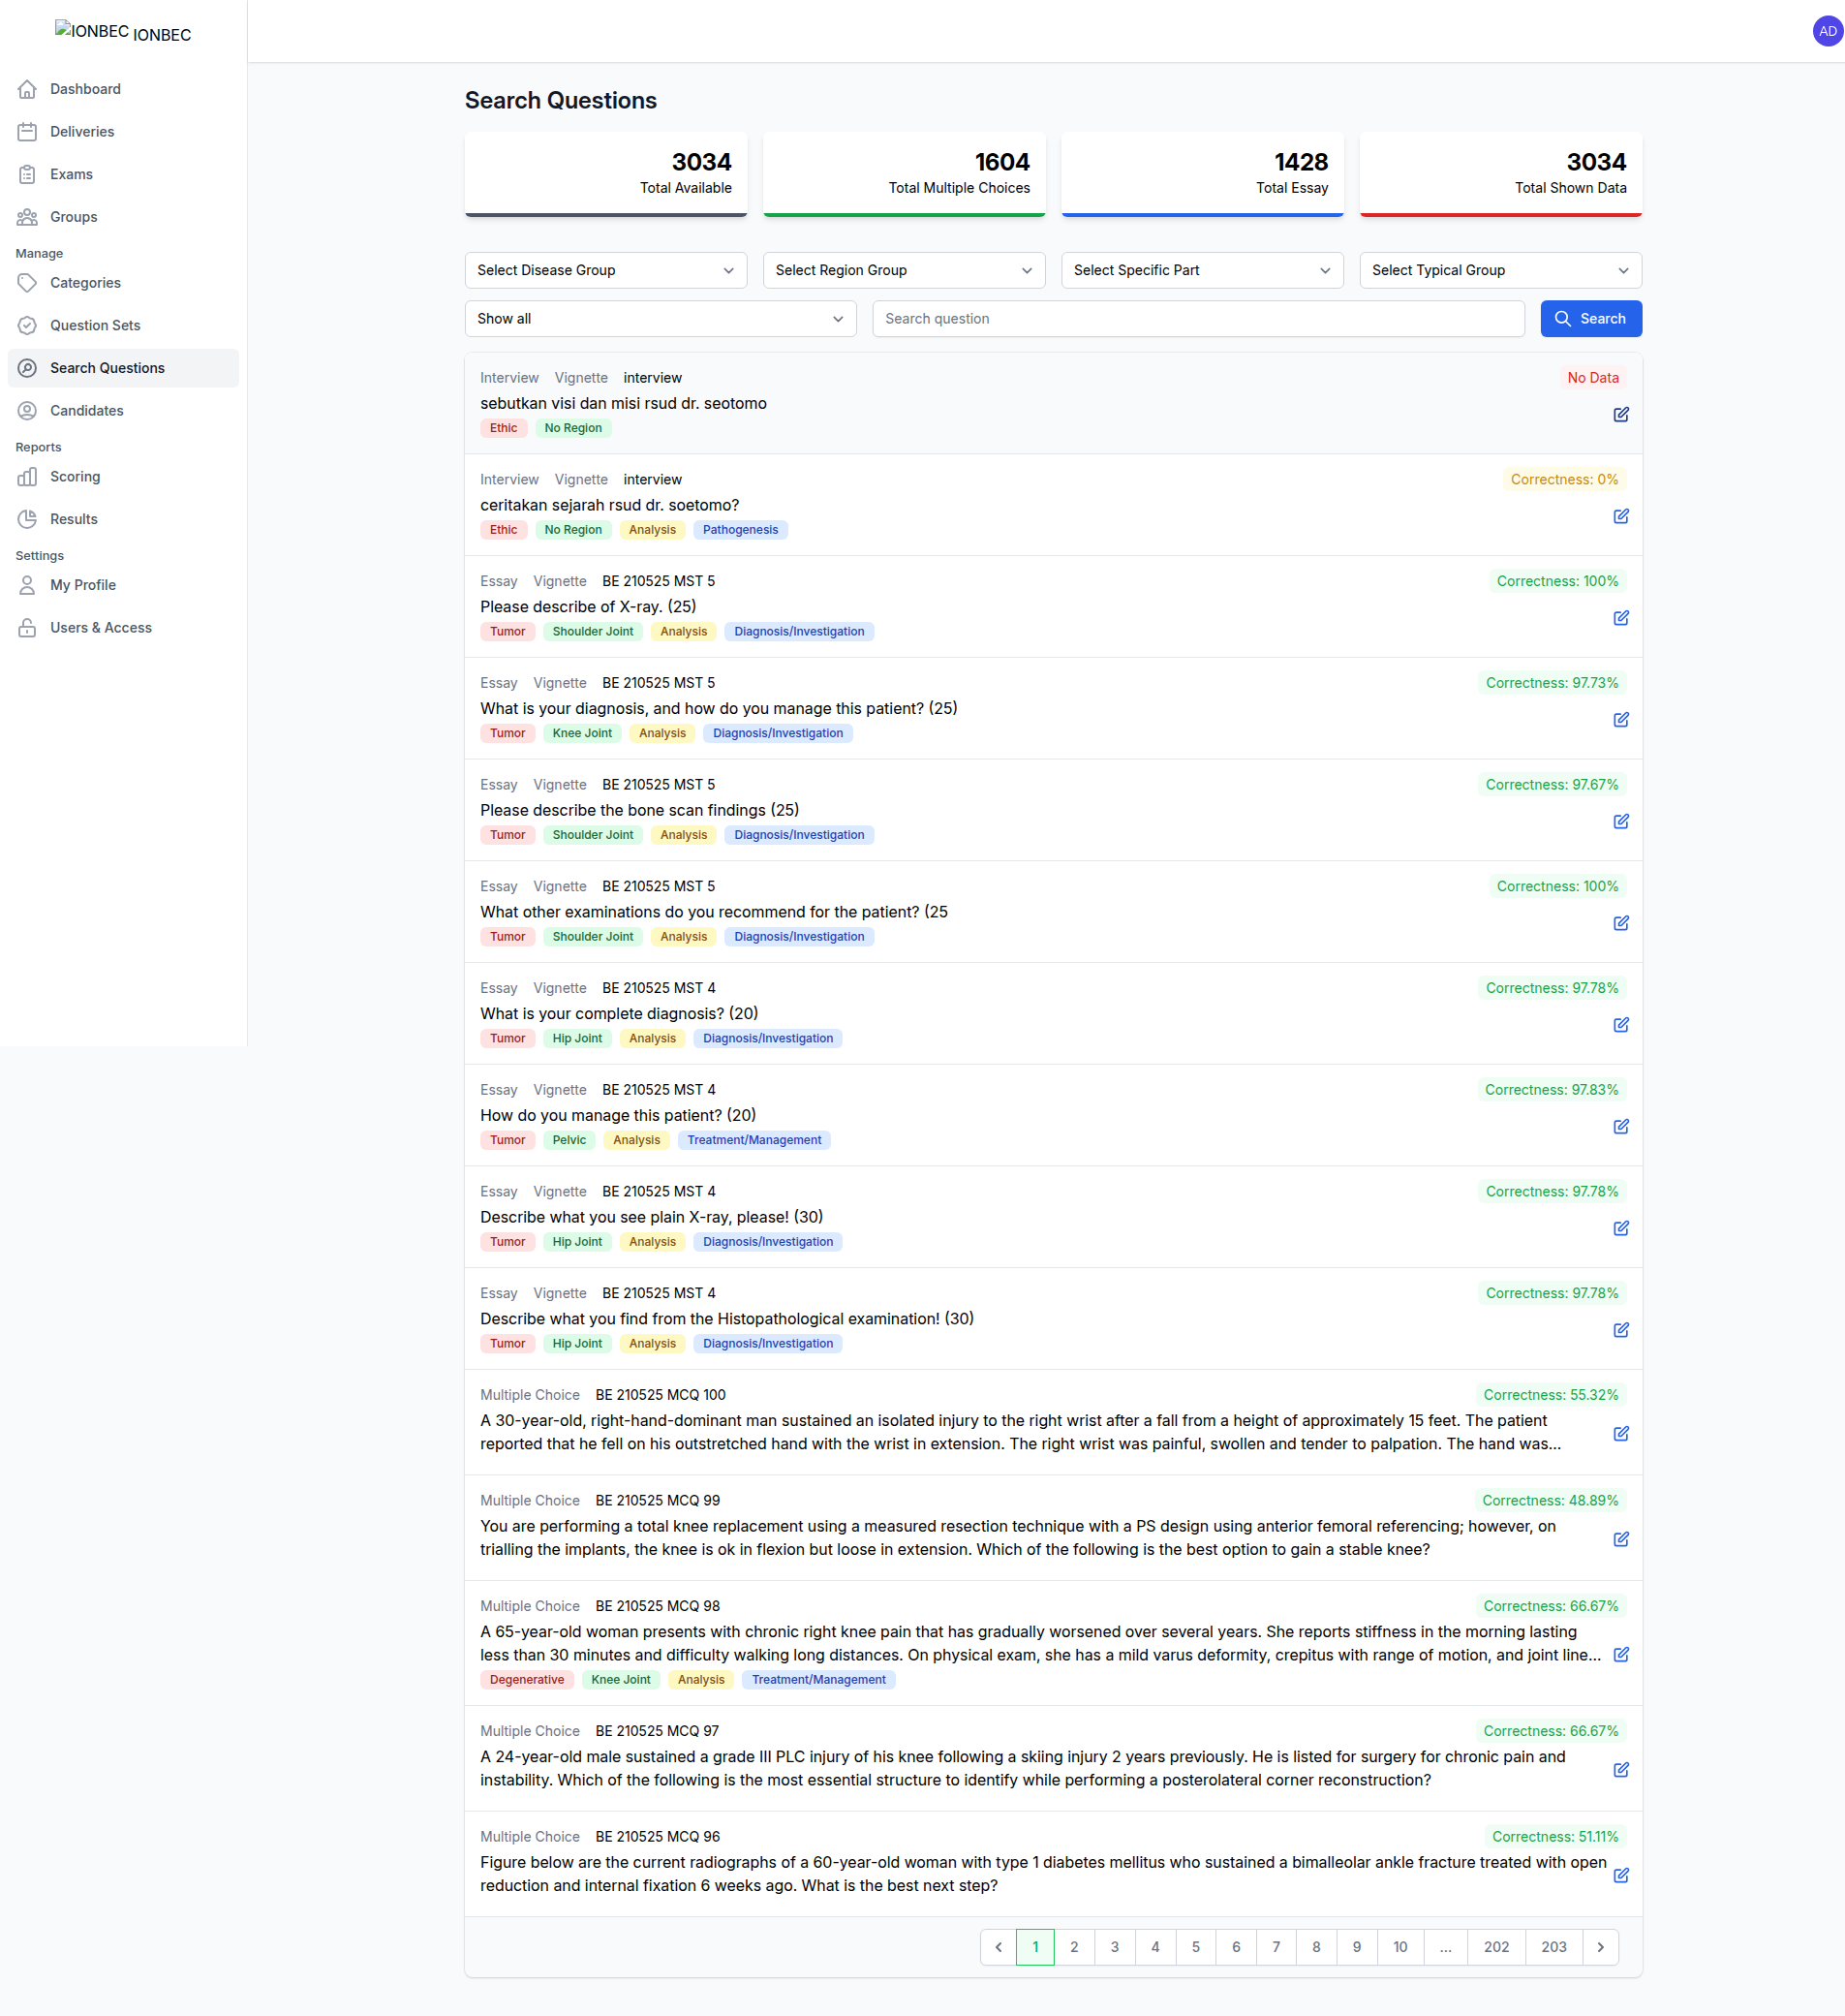 IONBEC IONBEC
AD
Dashboard
Deliveries
Exams
Groups
Manage
Categories
Question Sets
Search Questions
Candidates
Reports
Scoring
Results
Settings
My Profile
Users & Access
Search Questions
3034
Total Available
1604
Total Multiple Choices
1428
Total Essay
3034
Total Shown Data
Select Disease Group
Select Region Group
Select Specific Part
Select Typical Group
Show all
Search question
Search
Interview Vignette interview No Data
sebutkan visi dan misi rsud dr. seotomo
Ethic No Region
Interview Vignette interview Correctness: 0%
ceritakan sejarah rsud dr. soetomo?
Ethic No Region Analysis Pathogenesis
Essay Vignette BE 210525 MST 5 Correctness: 100%
Please describe of X-ray. (25)
Tumor Shoulder Joint Analysis Diagnosis/Investigation
Essay Vignette BE 210525 MST 5 Correctness: 97.73%
What is your diagnosis, and how do you manage this patient? (25)
Tumor Knee Joint Analysis Diagnosis/Investigation
Essay Vignette BE 210525 MST 5 Correctness: 97.67%
Please describe the bone scan findings (25)
Tumor Shoulder Joint Analysis Diagnosis/Investigation
Essay Vignette BE 210525 MST 5 Correctness: 100%
What other examinations do you recommend for the patient? (25
Tumor Shoulder Joint Analysis Diagnosis/Investigation
Essay Vignette BE 210525 MST 4 Correctness: 97.78%
What is your complete diagnosis? (20)
Tumor Hip Joint Analysis Diagnosis/Investigation
Essay Vignette BE 210525 MST 4 Correctness: 97.83%
How do you manage this patient? (20)
Tumor Pelvic Analysis Treatment/Management
Essay Vignette BE 210525 MST 4 Correctness: 97.78%
Describe what you see plain X-ray, please! (30)
Tumor Hip Joint Analysis Diagnosis/Investigation
Essay Vignette BE 210525 MST 4 Correctness: 97.78%
Describe what you find from the Histopathological examination! (30)
Tumor Hip Joint Analysis Diagnosis/Investigation
Multiple Choice BE 210525 MCQ 100 Correctness: 55.32%
A 30-year-old, right-hand-dominant man sustained an isolated injury to the right wrist after a fall from a height of approximately 15 feet. The patient
reported that he fell on his outstretched hand with the wrist in extension. The right wrist was painful, swollen and tender to palpation. The hand was...
Multiple Choice BE 210525 MCQ 99 Correctness: 48.89%
You are performing a total knee replacement using a measured resection technique with a PS design using anterior femoral referencing; however, on
trialling the implants, the knee is ok in flexion but loose in extension. Which of the following is the best option to gain a stable knee?
Multiple Choice BE 210525 MCQ 98 Correctness: 66.67%
A 65-year-old woman presents with chronic right knee pain that has gradually worsened over several years. She reports stiffness in the morning lasting
less than 30 minutes and difficulty walking long distances. On physical exam, she has a mild varus deformity, crepitus with range of motion, and joint line...
Degenerative Knee Joint Analysis Treatment/Management
Multiple Choice BE 210525 MCQ 97 Correctness: 66.67%
A 24-year-old male sustained a grade III PLC injury of his knee following a skiing injury 2 years previously. He is listed for surgery for chronic pain and
instability. Which of the following is the most essential structure to identify while performing a posterolateral corner reconstruction?
Multiple Choice BE 210525 MCQ 96 Correctness: 51.11%
Figure below are the current radiographs of a 60-year-old woman with type 1 diabetes mellitus who sustained a bimalleolar ankle fracture treated with open
reduction and internal fixation 6 weeks ago. What is the best next step?
1 2 3 4 5 6 7 8 9 10 ... 202 203